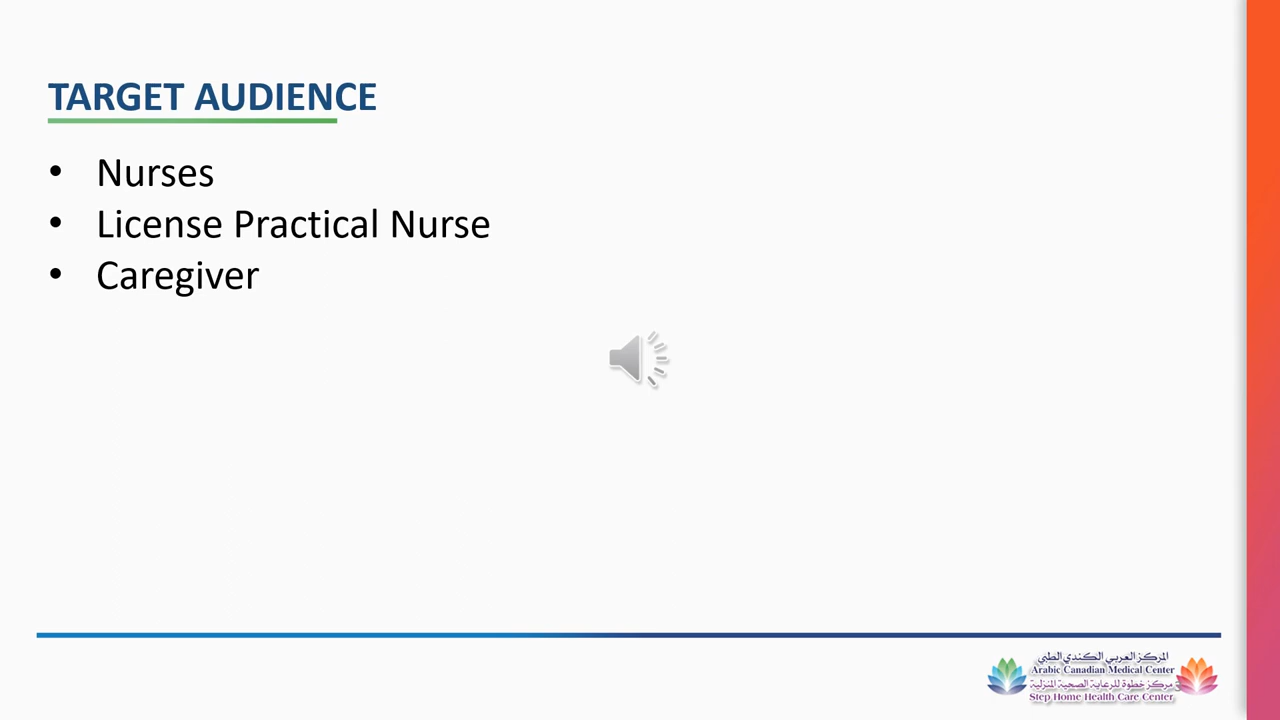 TARGET AUDIENCE
• Nurses
• License Practical Nurse
• Caregiver
المركز العربي الكندي الطبي
Arabic Canadian Medical Center
مركز خطوة للرعاية الصحية المنزلية
Step Home Health Care Center